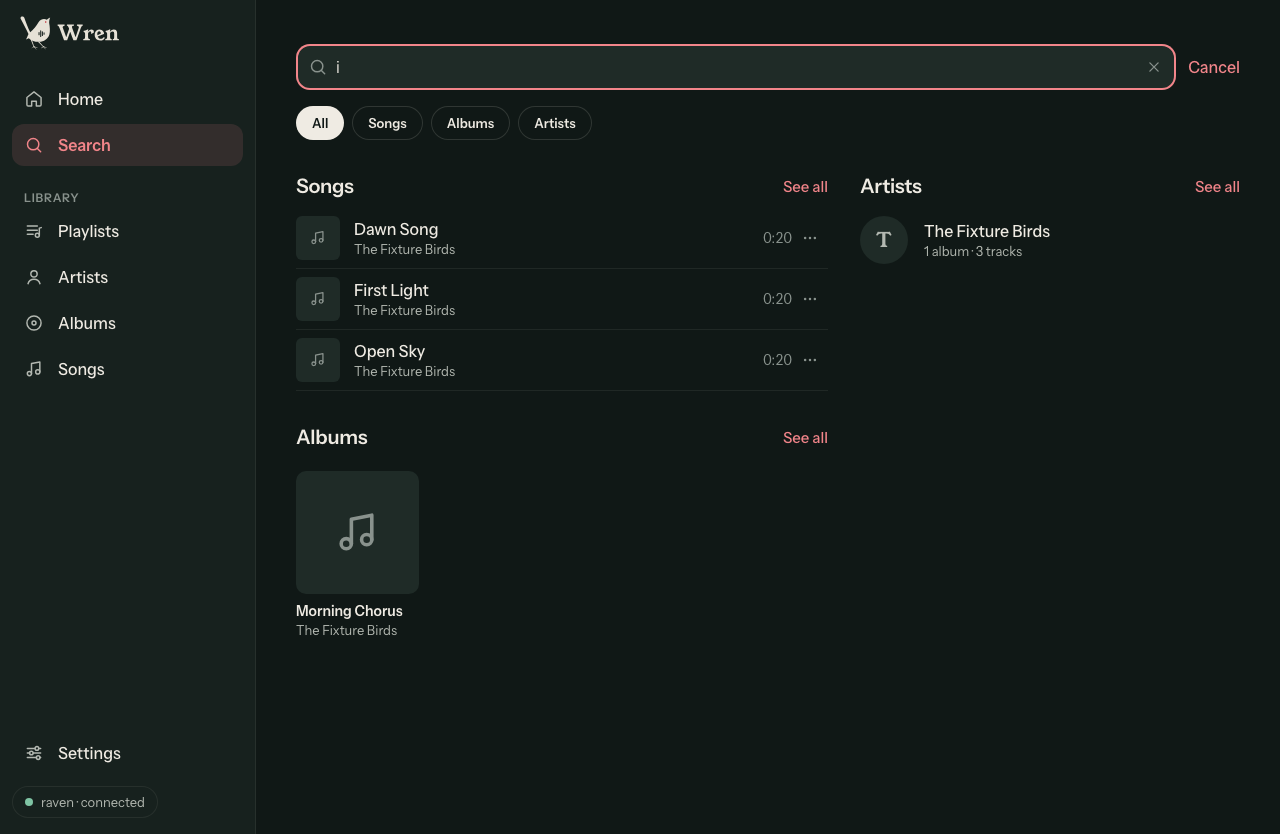 Wren
Home
Search
LIBRARY
Playlists
Artists
Albums
Songs
Settings
raven · connected
i
Cancel
All
Songs
Albums
Artists
Songs
See all
Dawn Song
The Fixture Birds
0:20
First Light
The Fixture Birds
0:20
Open Sky
The Fixture Birds
0:20
Albums
See all
Morning Chorus
The Fixture Birds
Artists
See all
T
The Fixture Birds
1 album · 3 tracks